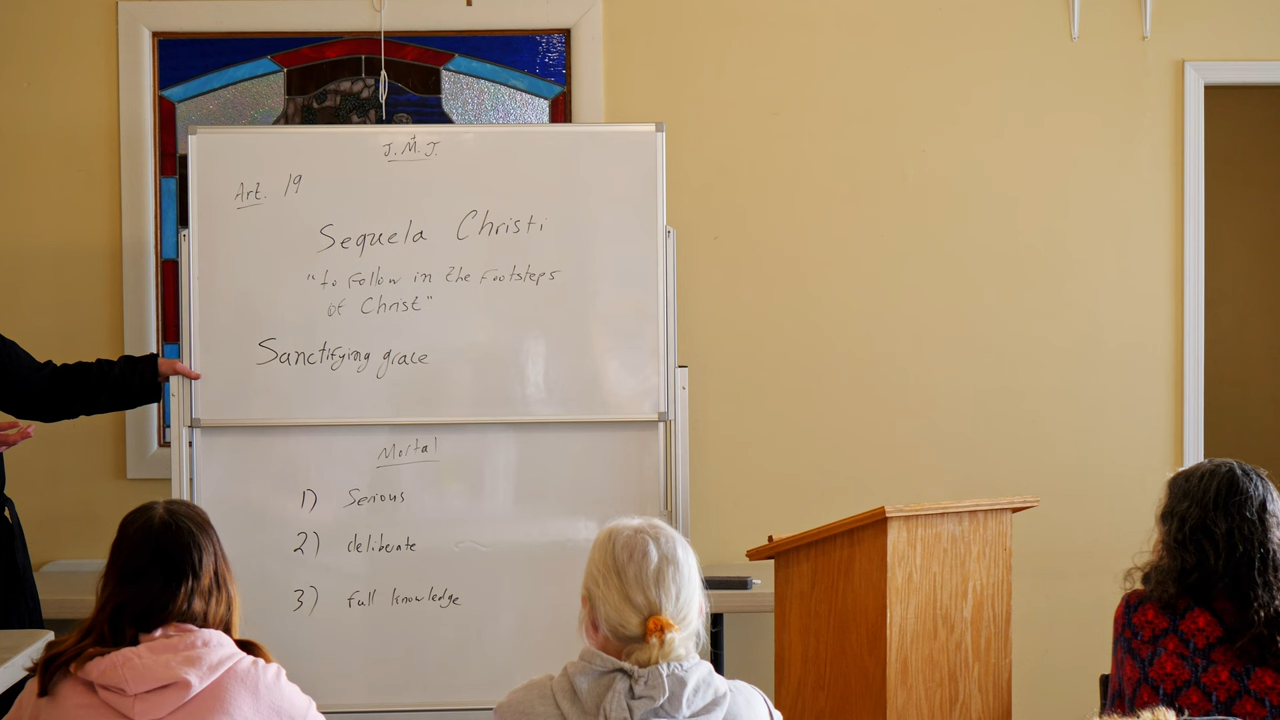 J.M.J.
Art. 19
Sequela Christi
"to follow in the footsteps
of Christ"
Sanctifying grace
Mortal
1) Serious
2) deliberate
3) full knowledge